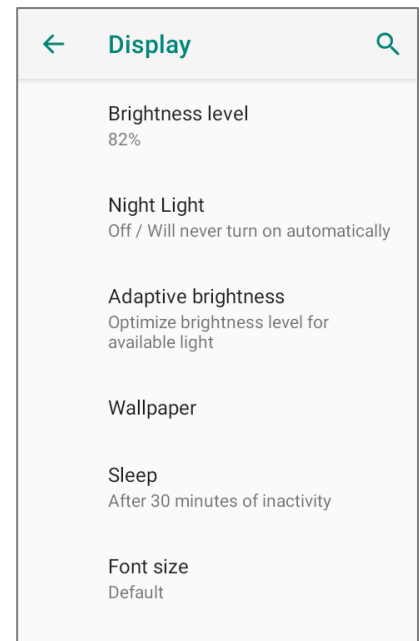 Display
Brightness level
82%
Night Light
Off / Will never turn on automatically
Adaptive brightness
Optimize brightness level for
available light
Wallpaper
Sleep
After 30 minutes of inactivity
Font size
Default